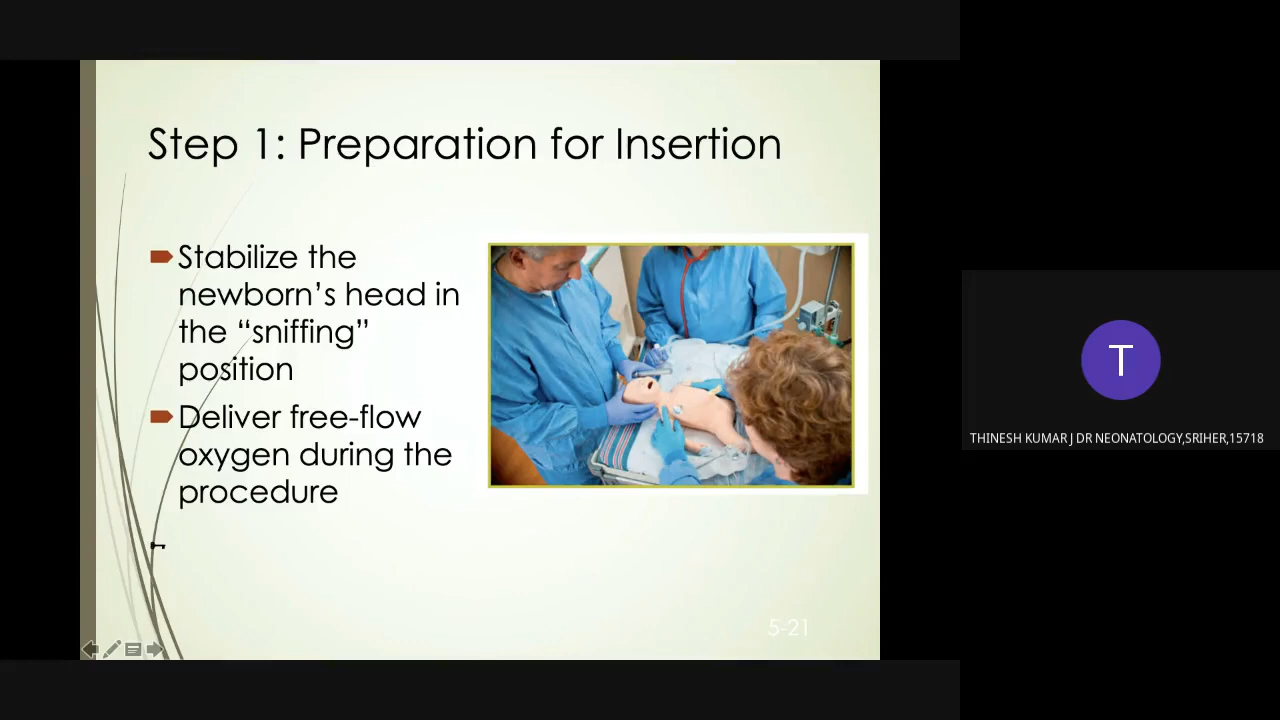 Step 1: Preparation for Insertion
Stabilize the
newborn’s head in
the “sniffing”
position
Deliver free-flow
oxygen during the
procedure
5-21
T
THINESH KUMAR J DR NEONATOLOGY,SRIHER,15718